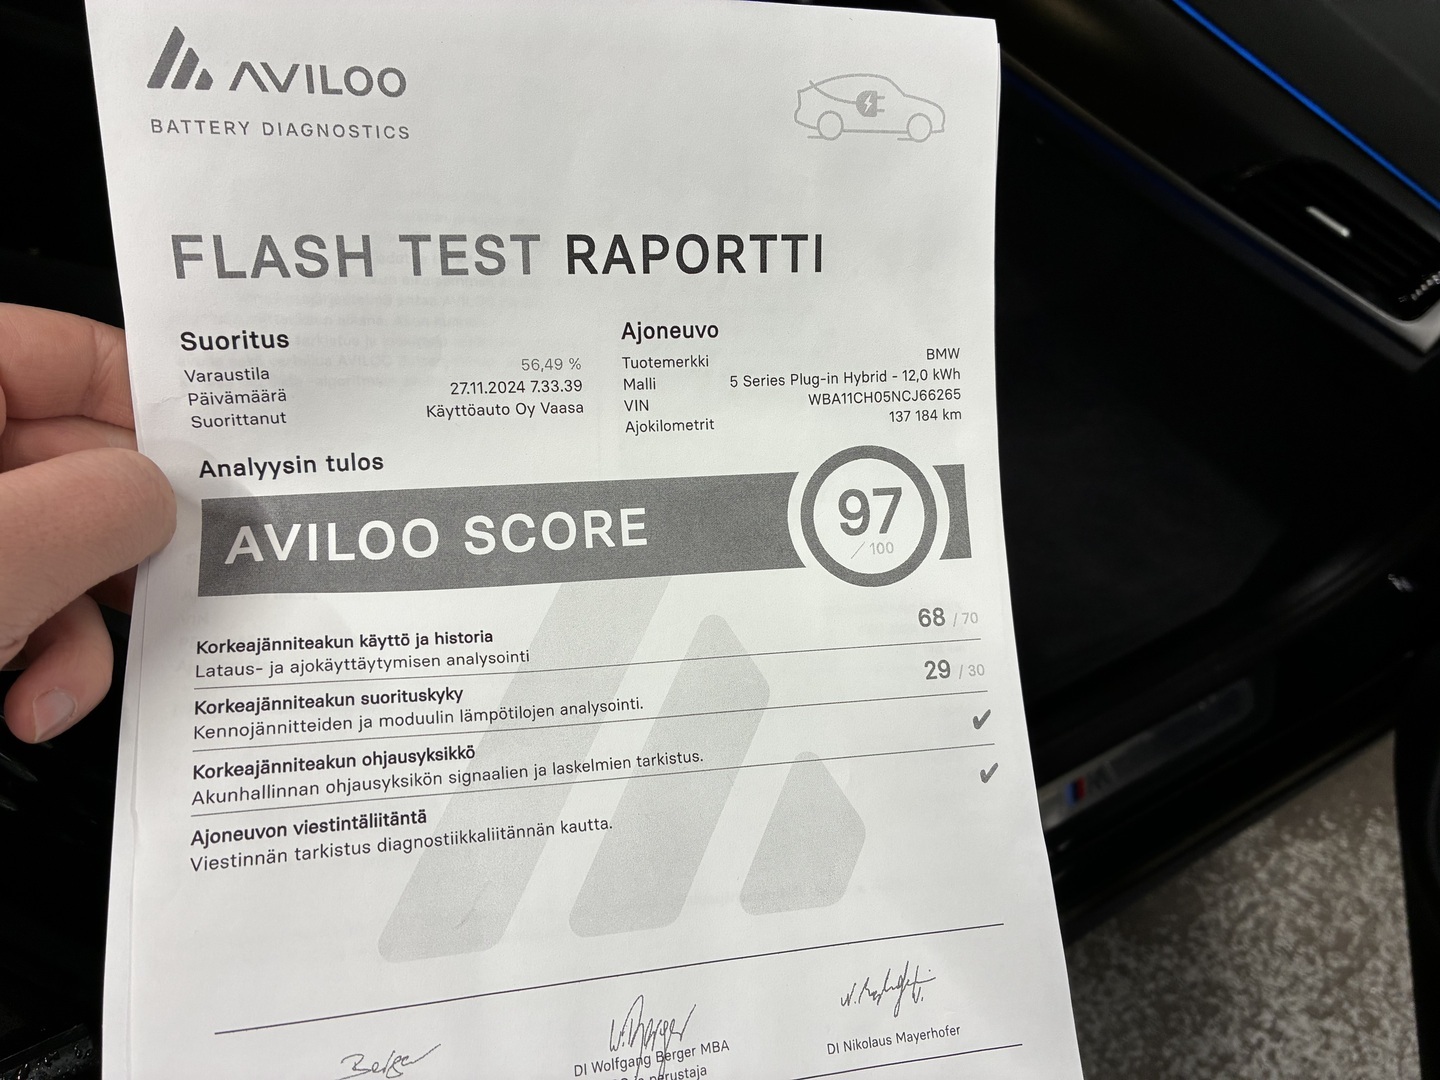 AVILOO
BATTERY DIAGNOSTICS
FLASH TEST RAPORTTI
Suoritus
Varaustila 56,49 %
Päivämäärä 27.11.2024 7.33.39
Suorittanut Käyttöauto Oy Vaasa
Ajoneuvo
Tuotemerkki BMW
Malli 5 Series Plug-in Hybrid - 12,0 kWh
VIN WBA11CH05NCJ66265
Ajokilometrit 137 184 km
Analyysin tulos
AVILOO SCORE 97
/ 100
Korkeajänniteakun käyttö ja historia 68 / 70
Lataus- ja ajokäyttäytymisen analysointi
Korkeajänniteakun suorituskyky 29 / 30
Kennojännitteiden ja moduulin lämpötilojen analysointi.
Korkeajänniteakun ohjausyksikkö ✔
Akunhallinnan ohjausyksikön signaalien ja laskelmien tarkistus.
Ajoneuvon viestintäliitäntä ✔
Viestinnän tarkistus diagnostiikkaliitännän kautta.
Berger
DI Wolfgang Berger MBA
DI Nikolaus Mayerhofer